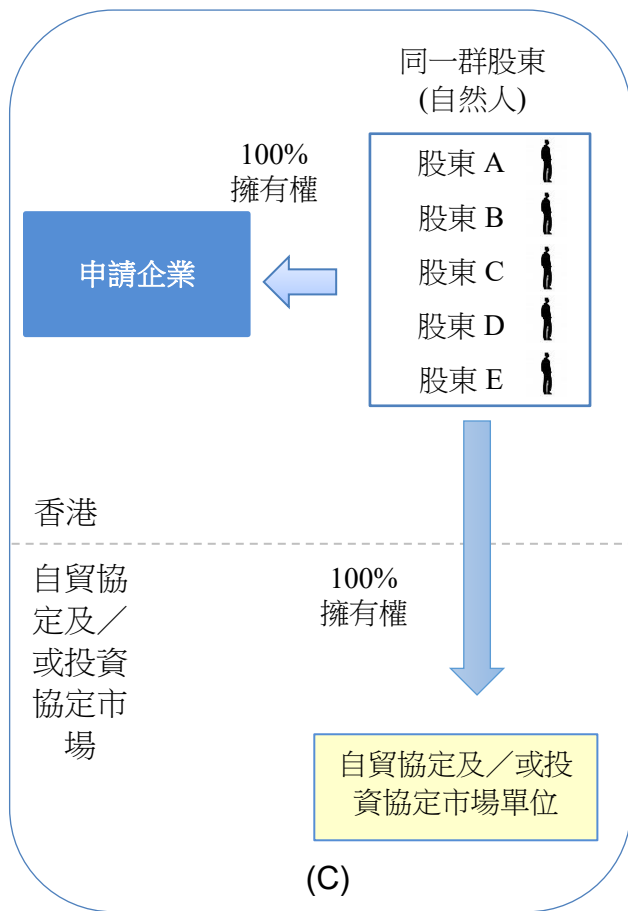 同一群股東
(自然人)
100%
擁有權
股東 A
股東 B
申請企業
股東 C
股東 D
股東 E
香港
自貿協
定及／
或投資
協定市
場
100%
擁有權
自貿協定及／或投
資協定市場單位
(C)